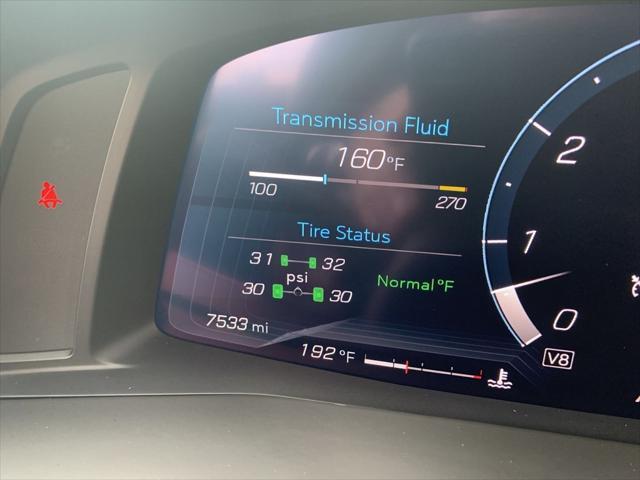 Transmission Fluid
160°F
100 270
Tire Status
31 32
psi
Normal °F
30 30
7533 mi
192 °F
2
1
0
V8